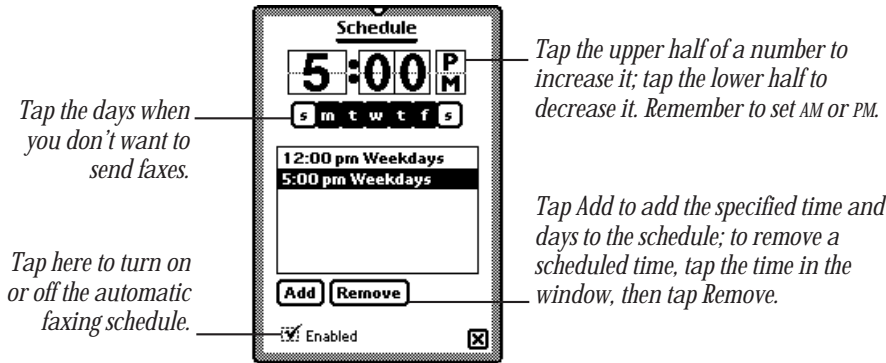 Schedule
5:00 PM
s m t w t f s
12:00 pm Weekdays
5:00 pm Weekdays
Add Remove
Enabled
Tap the days when
you don't want to
send faxes.
Tap here to turn on
or off the automatic
faxing schedule.
Tap the upper half of a number to
increase it; tap the lower half to
decrease it. Remember to set AM or PM.
Tap Add to add the specified time and
days to the schedule; to remove a
scheduled time, tap the time in the
window, then tap Remove.